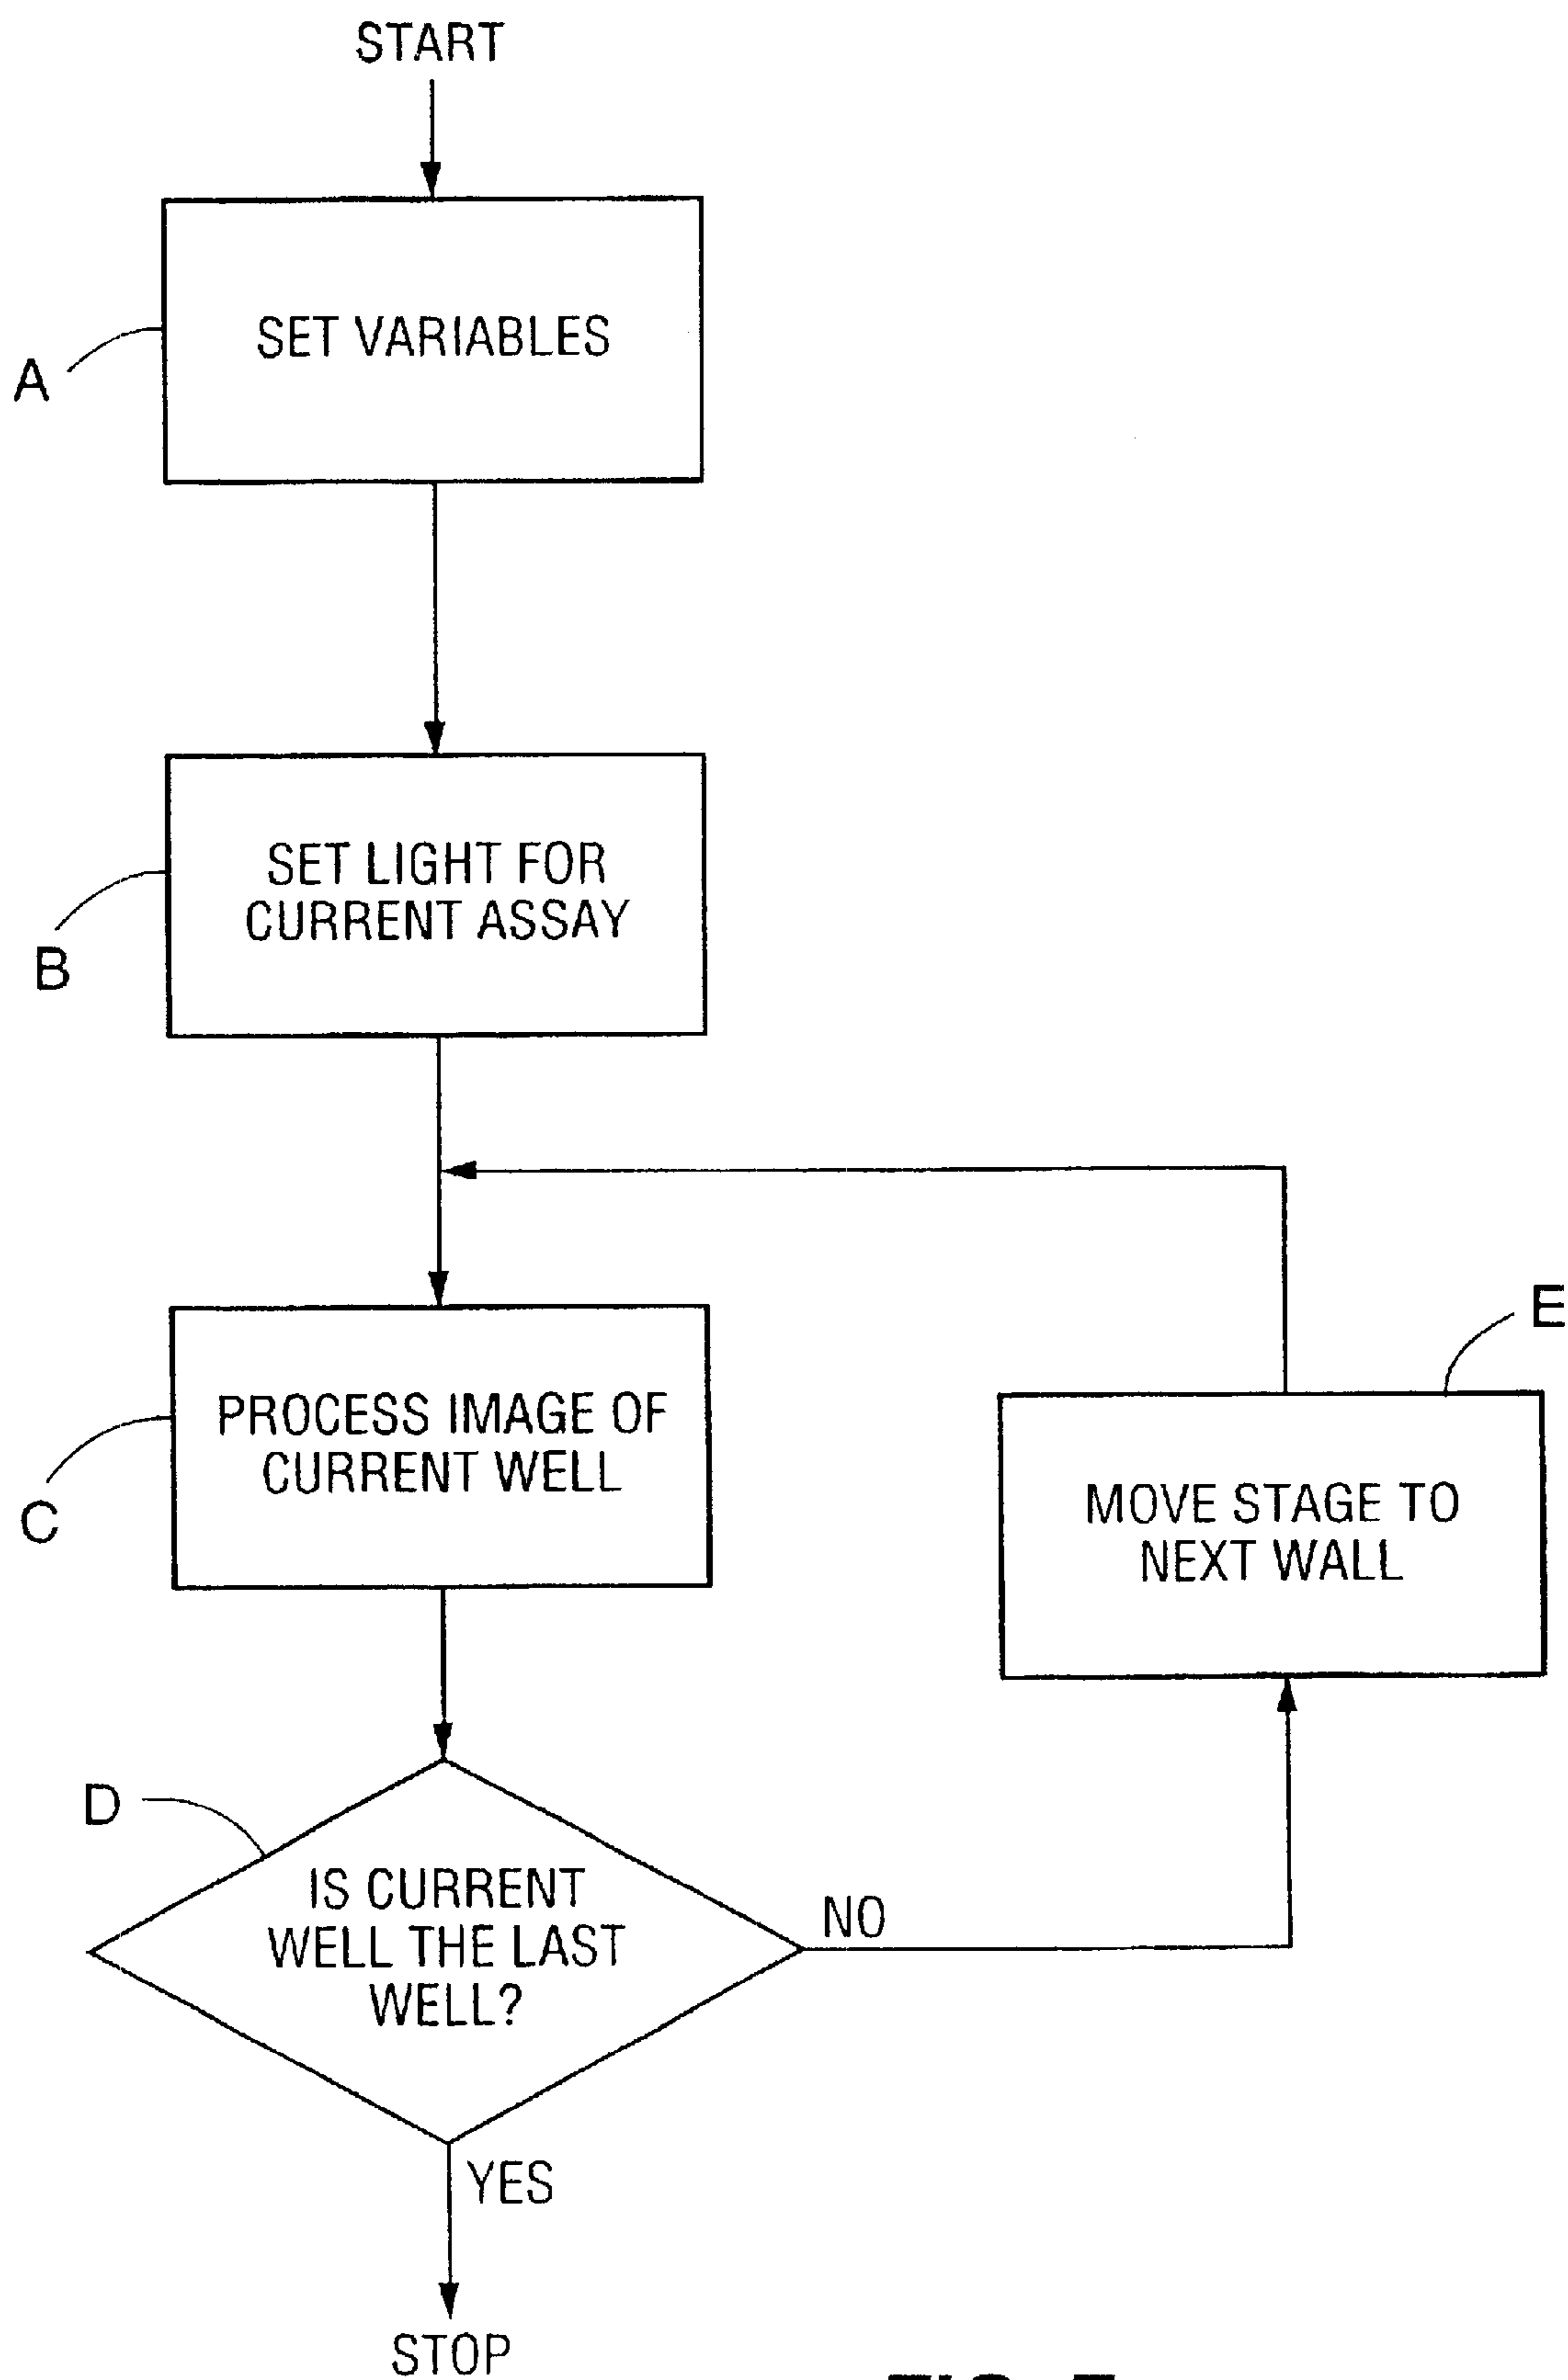 START
SET VARIABLES
A
SET LIGHT FOR
CURRENT ASSAY
B
PROCESS IMAGE OF
CURRENT WELL
C
E
MOVE STAGE TO
NEXT WALL
D
IS CURRENT
WELL THE LAST
WELL?
NO
YES
STOP